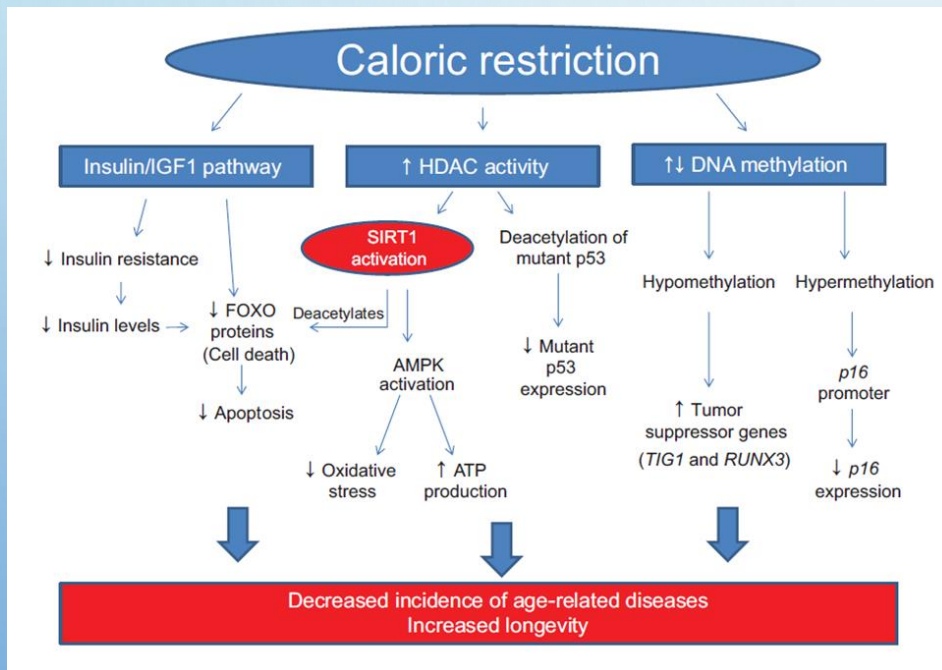 Caloric restriction
Insulin/IGF1 pathway
↑ HDAC activity
↑↓ DNA methylation
↓ Insulin resistance
↓ Insulin levels
↓ FOXO
proteins
(Cell death)
↓ Apoptosis
SIRT1
activation
Deacetylates
AMPK
activation
↓ Oxidative
stress
↑ ATP
production
Deacetylation of
mutant p53
↓ Mutant
p53
expression
Hypomethylation
↑ Tumor
suppressor genes
(TIG1 and RUNX3)
Hypermethylation
p16
promoter
↓ p16
expression
Decreased incidence of age-related diseases
Increased longevity